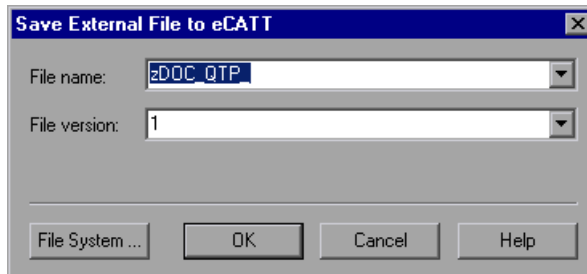 Save External File to eCATT
File name: zDOC_QTP_
File version: 1
File System ... OK Cancel Help